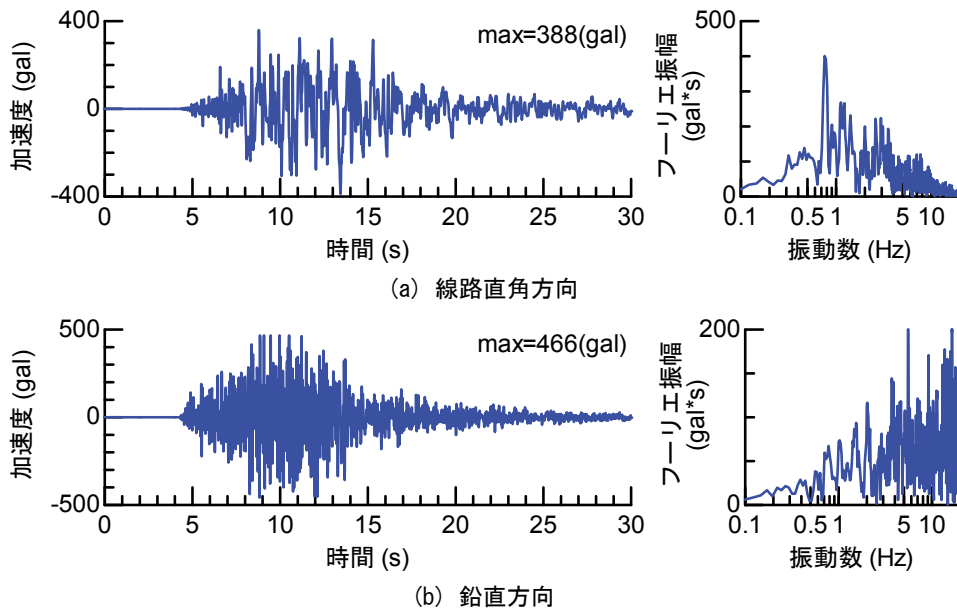 加速度 (gal)
400
0
-400
max=388(gal)
0 5 10 15 20 25 30
時間 (s)
フーリエ振幅
(gal*s)
500
0
0.1 0.5 1 5 10
振動数 (Hz)
(a) 線路直角方向
加速度 (gal)
500
0
-500
max=466(gal)
0 5 10 15 20 25 30
時間 (s)
フーリエ振幅
(gal*s)
200
100
0
0.1 0.5 1 5 10
振動数 (Hz)
(b) 鉛直方向